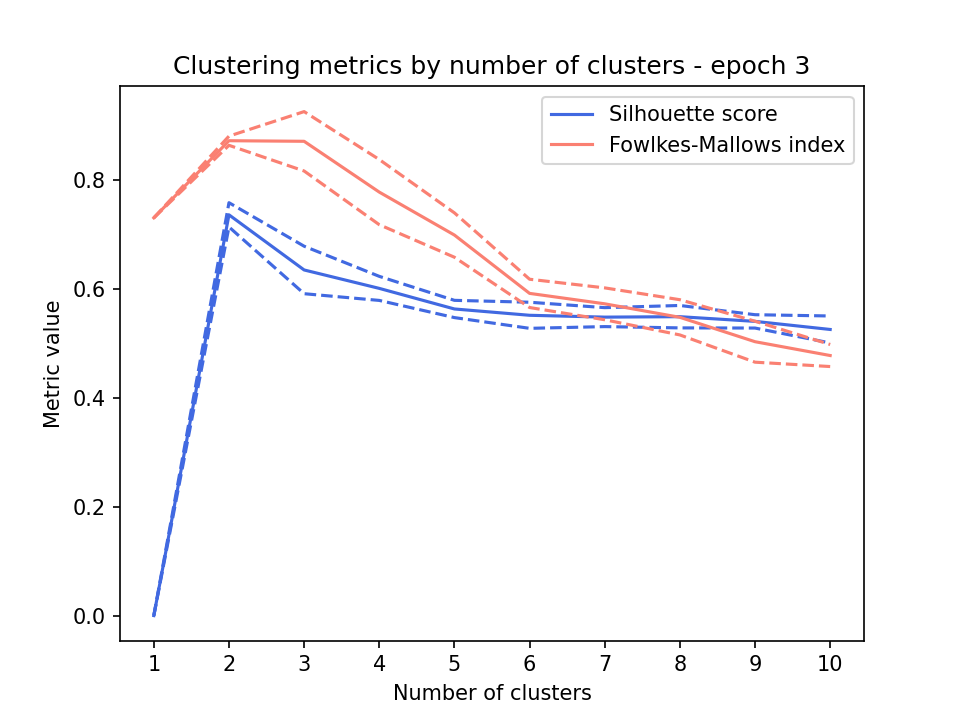 Clustering metrics by number of clusters - epoch 3
Silhouette score
Fowlkes-Mallows index
Metric value
0.8
0.6
0.4
0.2
0.0
1 2 3 4 5 6 7 8 9 10
Number of clusters